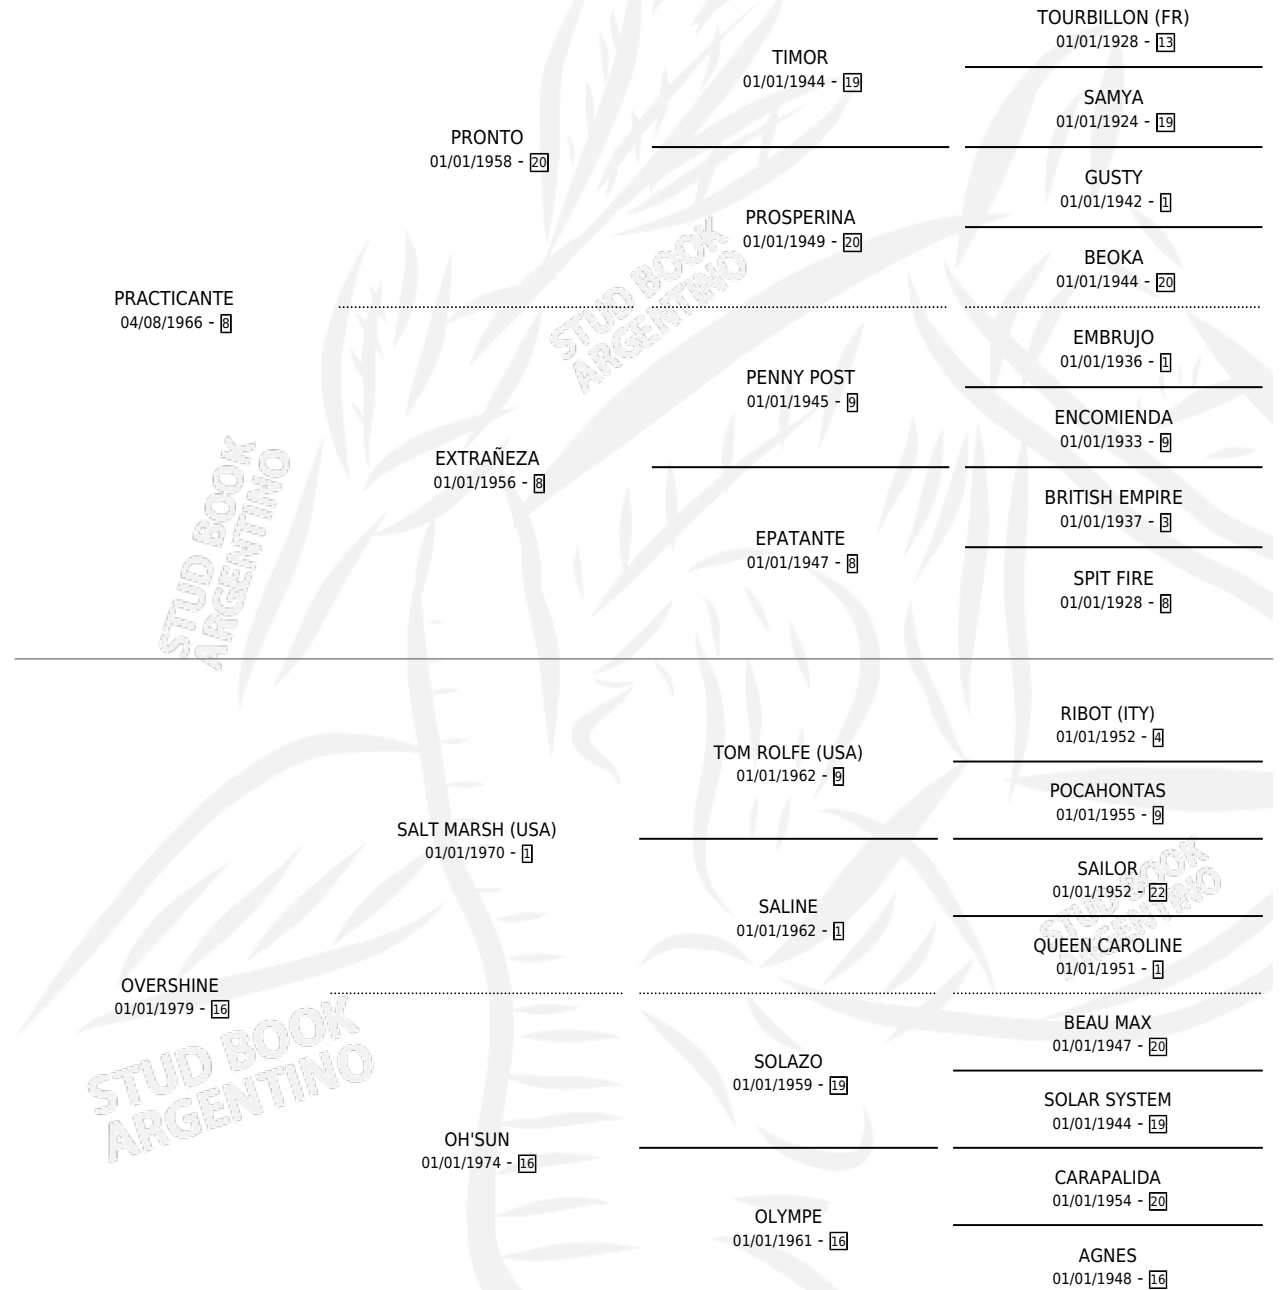 TOURBILLON (FR)
01/01/1928 - 13
TIMOR
01/01/1944 - 19
SAMYA
01/01/1924 - 19
PRONTO
01/01/1958 - 20
GUSTY
01/01/1942 - 1
PROSPERINA
01/01/1949 - 20
BEOKA
01/01/1944 - 20
PRACTICANTE
04/08/1966 - 8
EMBRUJO
01/01/1936 - 1
PENNY POST
01/01/1945 - 9
ENCOMIENDA
01/01/1933 - 9
EXTRAÑEZA
01/01/1956 - 8
BRITISH EMPIRE
01/01/1937 - 3
EPATANTE
01/01/1947 - 8
SPIT FIRE
01/01/1928 - 8
RIBOT (ITY)
01/01/1952 - 4
TOM ROLFE (USA)
01/01/1962 - 9
POCAHONTAS
01/01/1955 - 9
SALT MARSH (USA)
01/01/1970 - 1
SAILOR
01/01/1952 - 22
SALINE
01/01/1962 - 1
QUEEN CAROLINE
01/01/1951 - 1
OVERSHINE
01/01/1979 - 16
BEAU MAX
01/01/1947 - 20
SOLAZO
01/01/1959 - 19
SOLAR SYSTEM
01/01/1944 - 19
OH'SUN
01/01/1974 - 16
CARAPALIDA
01/01/1954 - 20
OLYMPE
01/01/1961 - 16
AGNES
01/01/1948 - 16
STUD BOOK
ARGENTINO
STUD BOOK
ARGENTINO
STUD BOOK
ARGENTINO
STUD BOOK
ARGENTINO